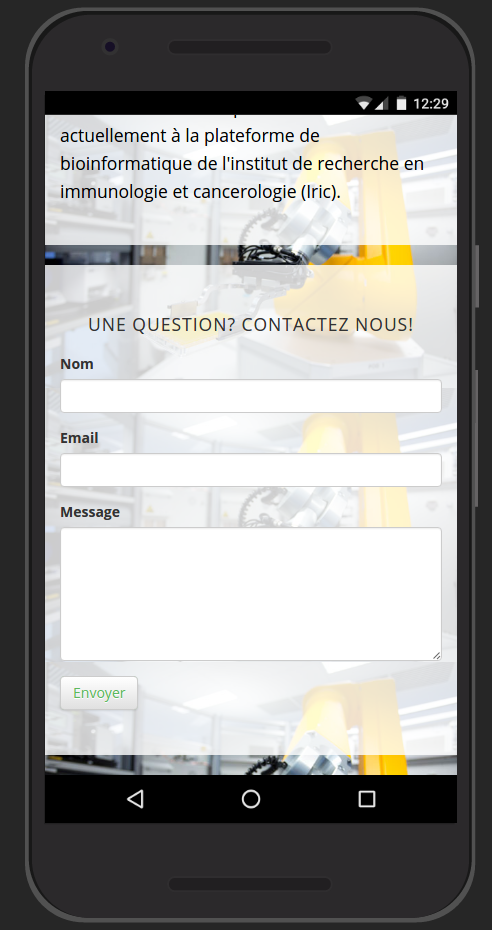 12:29
actuellement à la plateforme de
bioinformatique de l'institut de recherche en
immunologie et cancerologie (Iric).
UNE QUESTION? CONTACTEZ NOUS!
Nom
Email
Message
Envoyer